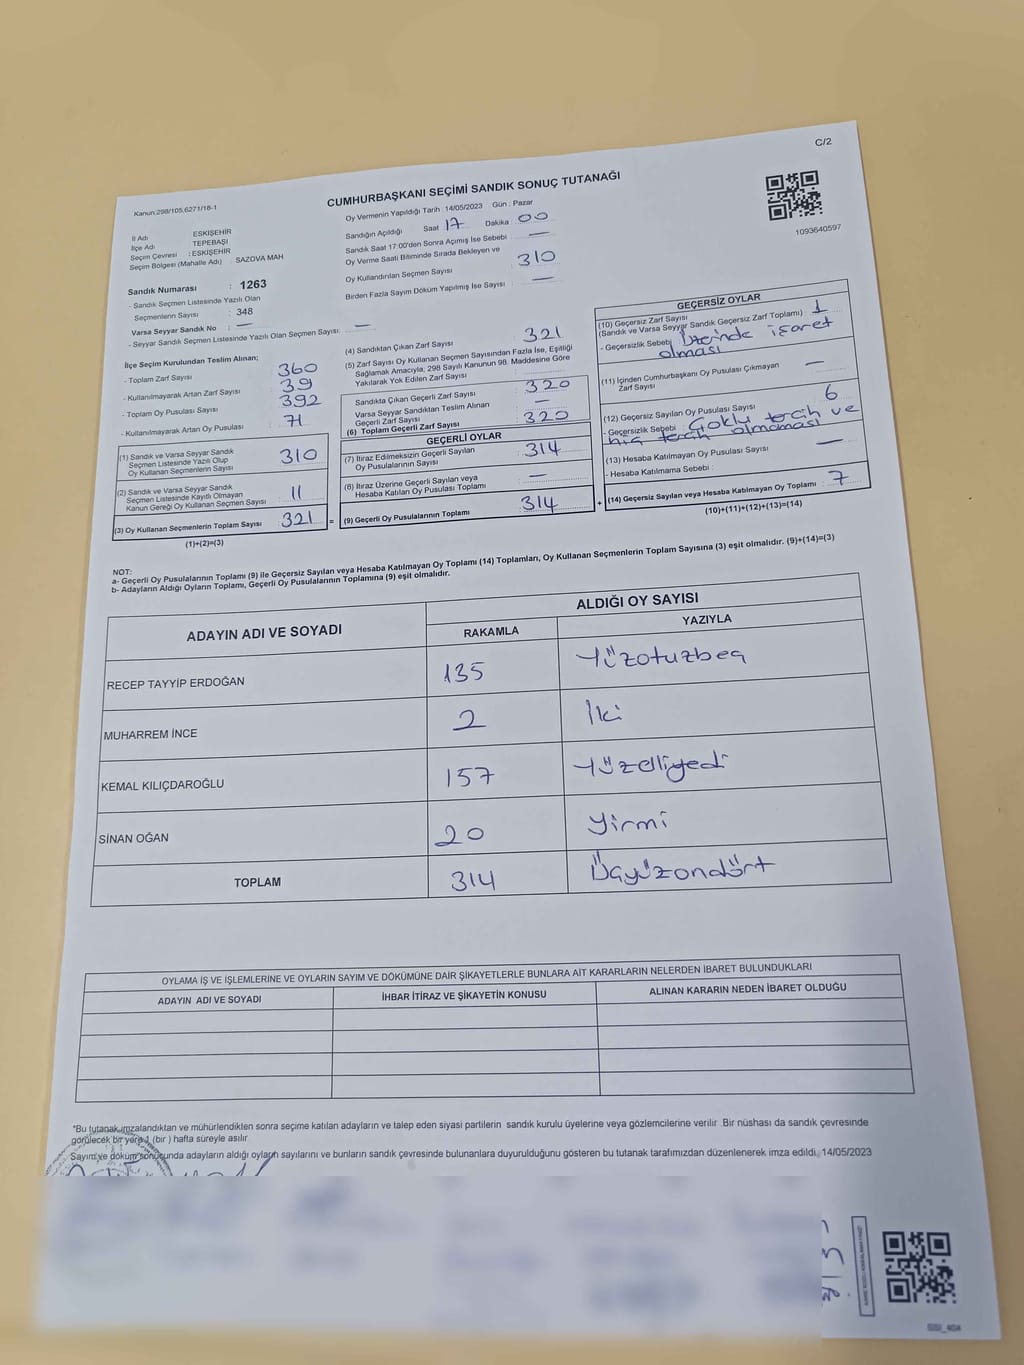 C/2
Kanun:298/105,6271/18-1
CUMHURBAŞKANI SEÇİMİ SANDIK SONUÇ TUTANAĞI
1093640597
İl Adı : ESKİŞEHİR
İlçe Adı : TEPEBAŞI
Seçim Çevresi : ESKİŞEHİR
Seçim Bölgesi (Mahalle Adı) : SAZOVA MAH
Sandık Numarası : 1263
- Sandık Seçmen Listesinde Yazılı Olan
Seçmenlerin Sayısı : 348
Varsa Seyyar Sandık No : —
- Seyyar Sandık Seçmen Listesinde Yazılı Olan Seçmen Sayısı: —
Oy Vermenin Yapıldığı Tarih : 14/05/2023 Gün : Pazar
Sandığın Açıldığı Saat 17 Dakika : 00
Sandık Saat 17:00'den Sonra Açımış İse Sebebi : —
Oy Verme Saati Bitiminde Sırada Bekleyen ve
Oy Kullandırılan Seçmen Sayısı : 310
Birden Fazla Sayım Döküm Yapılmış İse Sayısı : —
İlçe Seçim Kurulundan Teslim Alınan;
- Toplam Zarf Sayısı : 360
- Kullanılmayarak Artan Zarf Sayısı : 39
- Toplam Oy Pusulası Sayısı : 392
- Kullanılmayarak Artan Oy Pusulası : 71
(1) Sandık ve Varsa Seyyar Sandık
Seçmen Listesinde Yazılı Olup
Oy Kullanan Seçmenlerin Sayısı : 310
(2) Sandık ve Varsa Seyyar Sandık
Seçmen Listesinde Kayıtlı Olmayan
Kanun Gereği Oy Kullanan Seçmen Sayısı : 11
(3) Oy Kullanan Seçmenlerin Toplam Sayısı : 321
(1)+(2)=(3)
(4) Sandıktan Çıkan Zarf Sayısı : 321
(5) Zarf Sayısı Oy Kullanan Seçmen Sayısından Fazla İse, Eşitliği
Sağlamak Amacıyla, 298 Sayılı Kanunun 98. Maddesine Göre
Yakılarak Yok Edilen Zarf Sayısı :
Sandıkta Çıkan Geçerli Zarf Sayısı : 320
Varsa Seyyar Sandıktan Teslim Alınan
Geçerli Zarf Sayısı : —
(6) Toplam Geçerli Zarf Sayısı : 320
GEÇERLİ OYLAR
(7) İtiraz Edilmeksizin Geçerli Sayılan
Oy Pusulalarının Sayısı : 314
(8) İtiraz Üzerine Geçerli Sayılan veya
Hesaba Katılan Oy Pusulası Toplamı : —
= (9) Geçerli Oy Pusulalarının Toplamı : 314
GEÇERSİZ OYLAR
(10) Geçersiz Zarf Sayısı
(Sandık ve Varsa Seyyar Sandık Geçersiz Zarf Toplamı) : 1
- Geçersizlik Sebebi : Üzerinde işaret
olması
(11) İçinden Cumhurbaşkanı Oy Pusulası Çıkmayan
Zarf Sayısı : —
(12) Geçersiz Sayılan Oy Pusulası Sayısı : 6
- Geçersizlik Sebebi : Çoklu tercih ve
hiç tercih olmaması
(13) Hesaba Katılmayan Oy Pusulası Sayısı : —
- Hesaba Katılmama Sebebi :
+ (14) Geçersiz Sayılan veya Hesaba Katılmayan Oy Toplamı : 7
(10)+(11)+(12)+(13)=(14)
NOT:
a- Geçerli Oy Pusulalarının Toplamı (9) ile Geçersiz Sayılan veya Hesaba Katılmayan Oy Toplamı (14) Toplamları, Oy Kullanan Seçmenlerin Toplam Sayısına (3) eşit olmalıdır. (9)+(14)=(3)
b- Adayların Aldığı Oyların Toplamı, Geçerli Oy Pusulalarının Toplamına (9) eşit olmalıdır.
ADAYIN ADI VE SOYADI
ALDIĞI OY SAYISI
RAKAMLA YAZIYLA
RECEP TAYYİP ERDOĞAN 135 Yüzotuzbeş
MUHARREM İNCE 2 İki
KEMAL KILIÇDAROĞLU 157 Yüzelliyedi
SİNAN OĞAN 20 Yirmi
TOPLAM 314 Üçyüzondört
OYLAMA İŞ VE İŞLEMLERİNE VE OYLARIN SAYIM VE DÖKÜMÜNE DAİR ŞİKAYETLERLE BUNLARA AİT KARARLARIN NELERDEN İBARET BULUNDUKLARI
ADAYIN ADI VE SOYADI İHBAR İTİRAZ VE ŞİKAYETİN KONUSU ALINAN KARARIN NEDEN İBARET OLDUĞU
*Bu tutanak imzalandıktan ve mühürlendikten sonra seçime katılan adayların ve talep eden siyasi partilerin sandık kurulu üyelerine veya gözlemcilerine verilir. Bir nüshası da sandık çevresinde
görülecek bir yere 1 (bir ) hafta süreyle asılır.
Sayım ve döküm sonucunda adayların aldığı oyların sayılarını ve bunların sandık çevresinde bulunanlara duyurulduğunu gösteren bu tutanak tarafımızdan düzenlenerek imza edildi. 14/05/2023